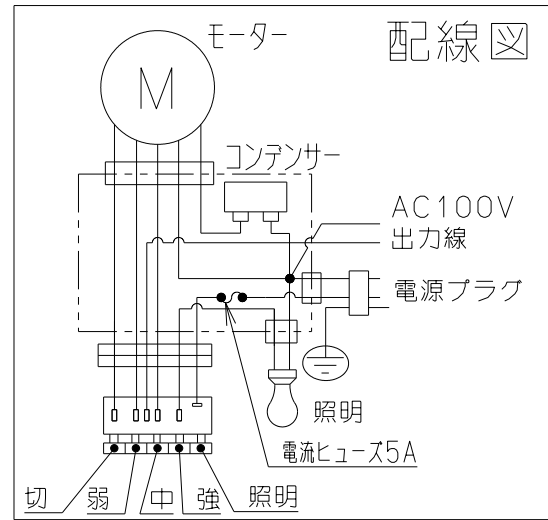 モーター
配線図
M
コンデンサー
AC100V
出力線
電源プラグ
照明
電流ヒューズ5A
切 弱 中 強 照明